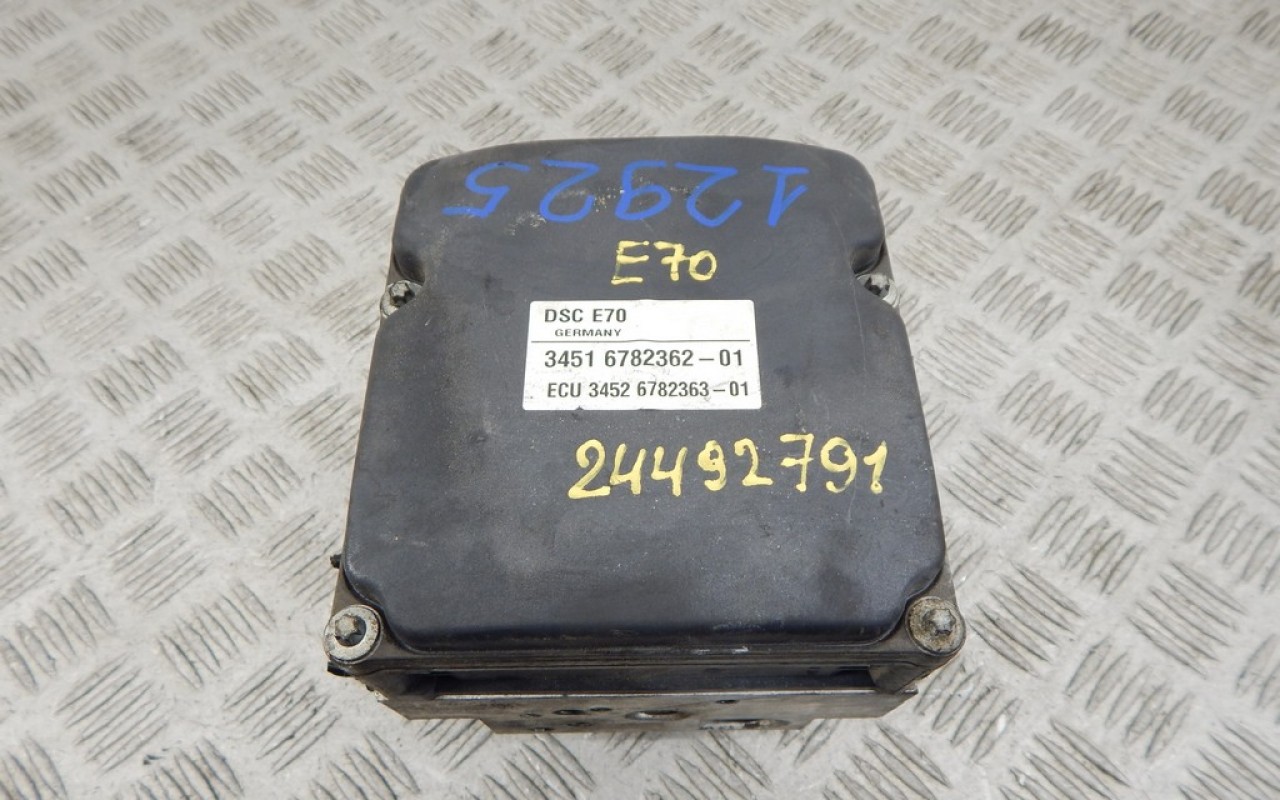 12925
E70
DSC E70
GERMANY
3451 6782362-01
ECU 3452 6782363-01
24492791